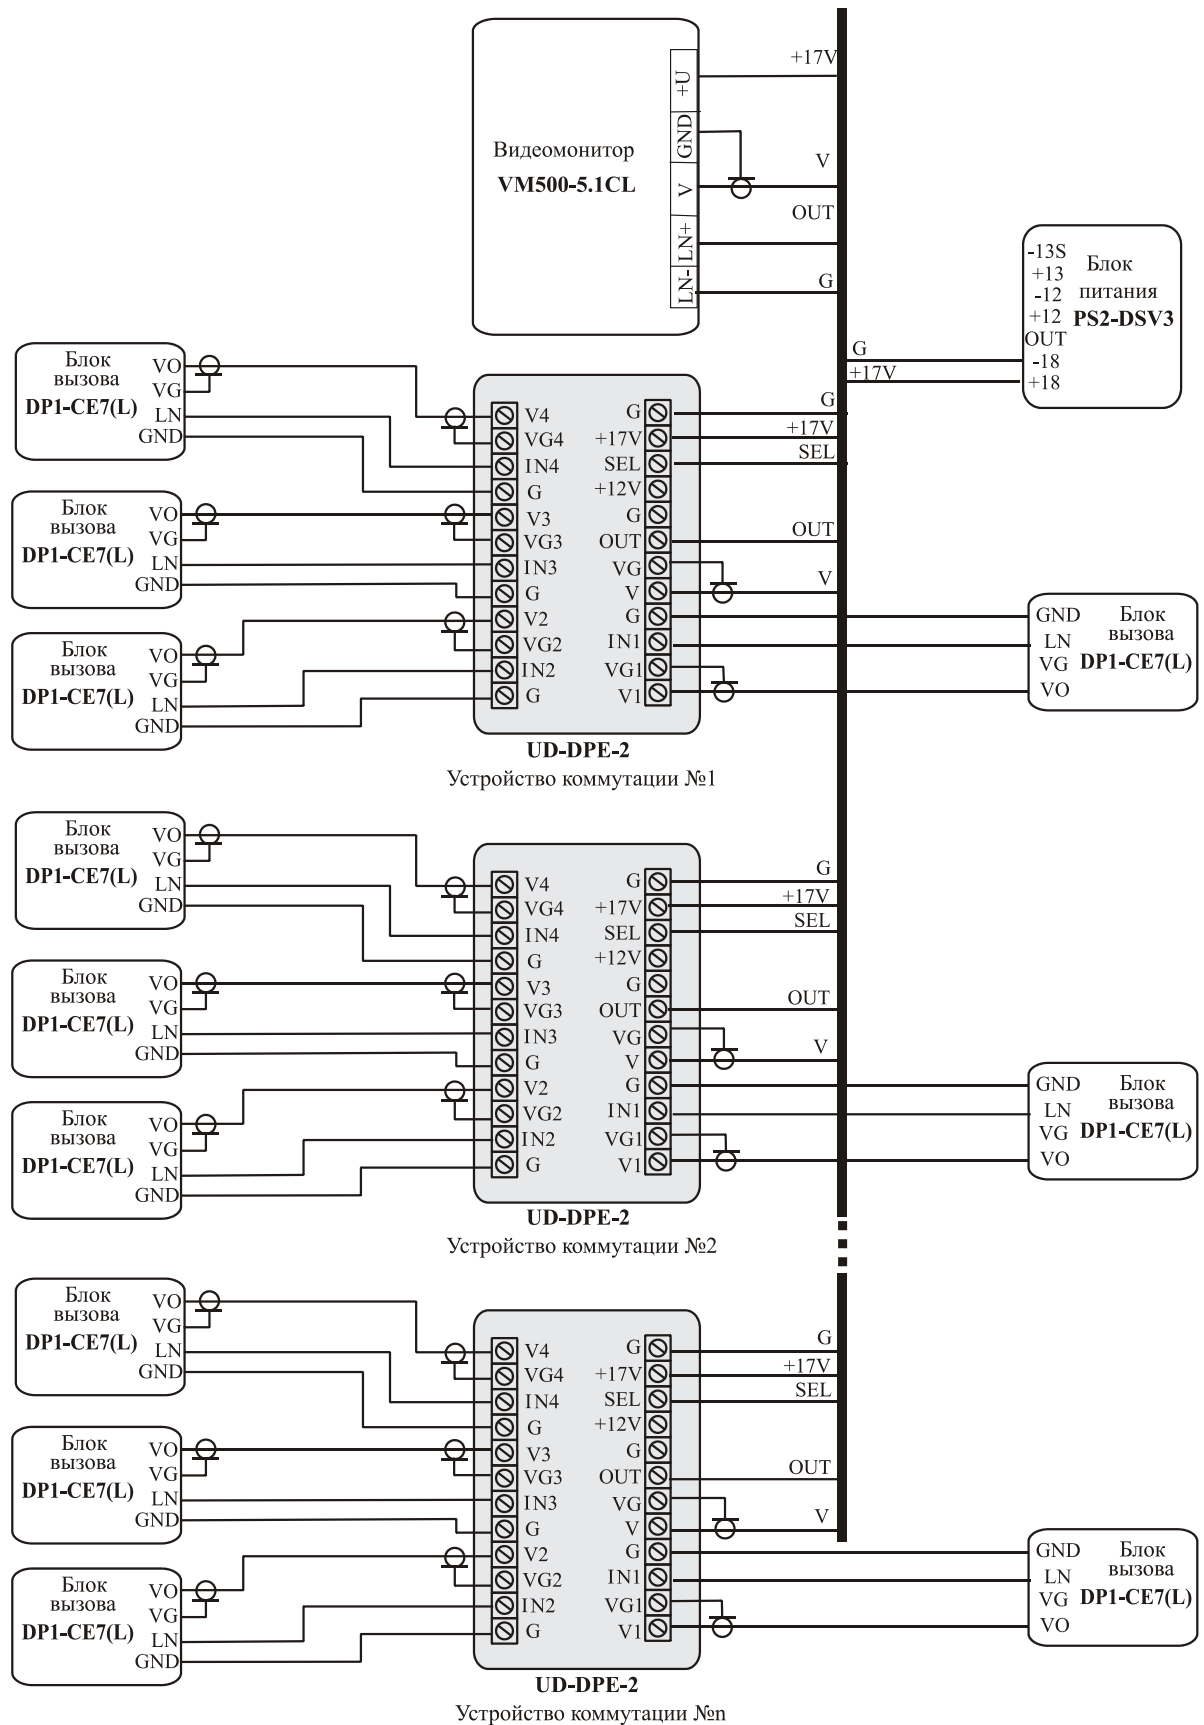 Видеомонитор
VM500-5.1CL
+U
GND
V
LN+
LN-
+17V
V
OUT
G
-13S
+13
-12
+12
OUT
-18
+18
Блок
питания
PS2-DSV3
G
+17V
Блок
вызова
DP1-CE7(L)
VO
VG
LN
GND
Блок
вызова
DP1-CE7(L)
VO
VG
LN
GND
Блок
вызова
DP1-CE7(L)
VO
VG
LN
GND
V4
VG4
IN4
G
V3
VG3
IN3
G
V2
VG2
IN2
G
G
+17V
SEL
+12V
G
OUT
VG
V
G
IN1
VG1
V1
G
+17V
SEL
OUT
V
GND
LN
VG
VO
Блок
вызова
DP1-CE7(L)
UD-DPE-2
Устройство коммутации №1
Блок
вызова
DP1-CE7(L)
VO
VG
LN
GND
Блок
вызова
DP1-CE7(L)
VO
VG
LN
GND
Блок
вызова
DP1-CE7(L)
VO
VG
LN
GND
V4
VG4
IN4
G
V3
VG3
IN3
G
V2
VG2
IN2
G
G
+17V
SEL
+12V
G
OUT
VG
V
G
IN1
VG1
V1
G
+17V
SEL
OUT
V
GND
LN
VG
VO
Блок
вызова
DP1-CE7(L)
UD-DPE-2
Устройство коммутации №2
Блок
вызова
DP1-CE7(L)
VO
VG
LN
GND
Блок
вызова
DP1-CE7(L)
VO
VG
LN
GND
Блок
вызова
DP1-CE7(L)
VO
VG
LN
GND
V4
VG4
IN4
G
V3
VG3
IN3
G
V2
VG2
IN2
G
G
+17V
SEL
+12V
G
OUT
VG
V
G
IN1
VG1
V1
G
+17V
SEL
OUT
V
GND
LN
VG
VO
Блок
вызова
DP1-CE7(L)
UD-DPE-2
Устройство коммутации №n